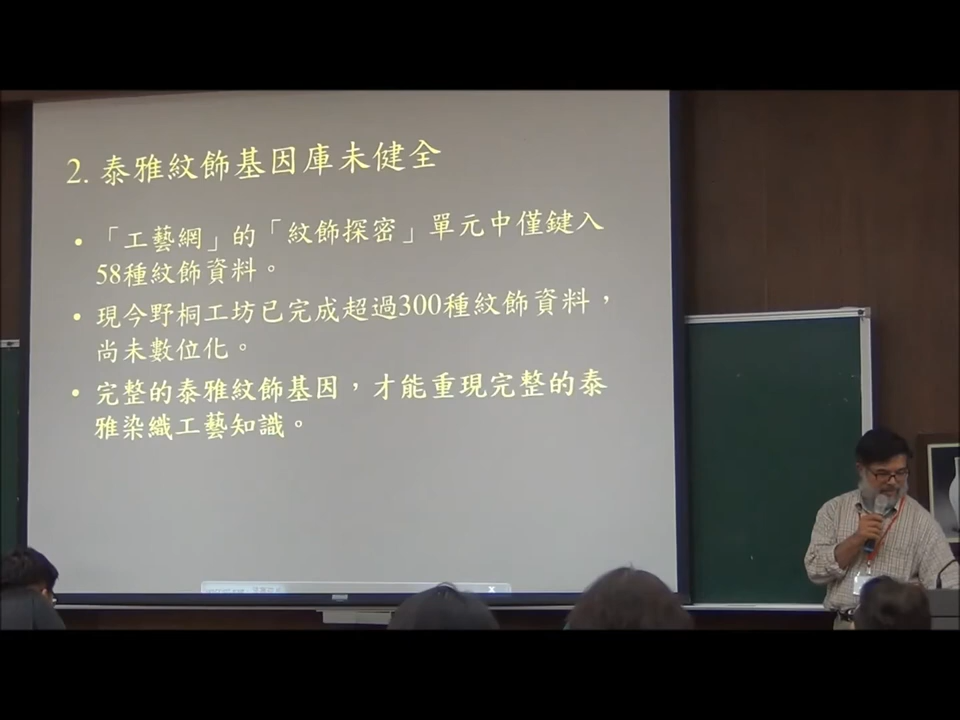 2. 泰雅紋飾基因庫未健全
• 「工藝網」的「紋飾探密」單元中僅鍵入
58種紋飾資料。
• 現今野桐工坊已完成超過300種紋飾資料，
尚未數位化。
• 完整的泰雅紋飾基因，才能重現完整的泰
雅染織工藝知識。